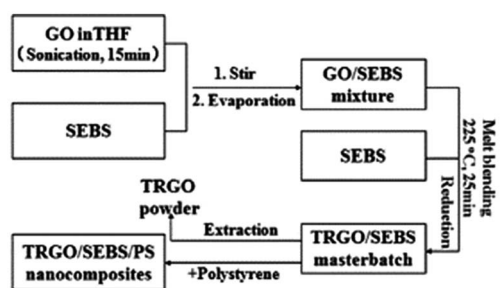 GO inTHF
(Sonication, 15min)
SEBS
1. Stir
2. Evaporation
GO/SEBS
mixture
SEBS
Melt blending
225 °C, 25min
Reduction
TRGO
powder
Extraction
TRGO/SEBS
masterbatch
TRGO/SEBS/PS
nanocomposites
+Polystyrene